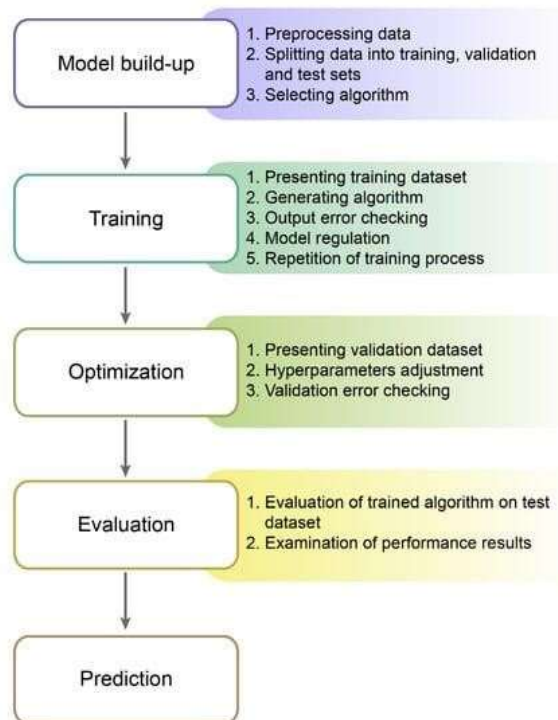 Model build-up
1. Preprocessing data
2. Splitting data into training, validation
and test sets
3. Selecting algorithm
Training
1. Presenting training dataset
2. Generating algorithm
3. Output error checking
4. Model regulation
5. Repetition of training process
Optimization
1. Presenting validation dataset
2. Hyperparameters adjustment
3. Validation error checking
Evaluation
1. Evaluation of trained algorithm on test
dataset
2. Examination of performance results
Prediction